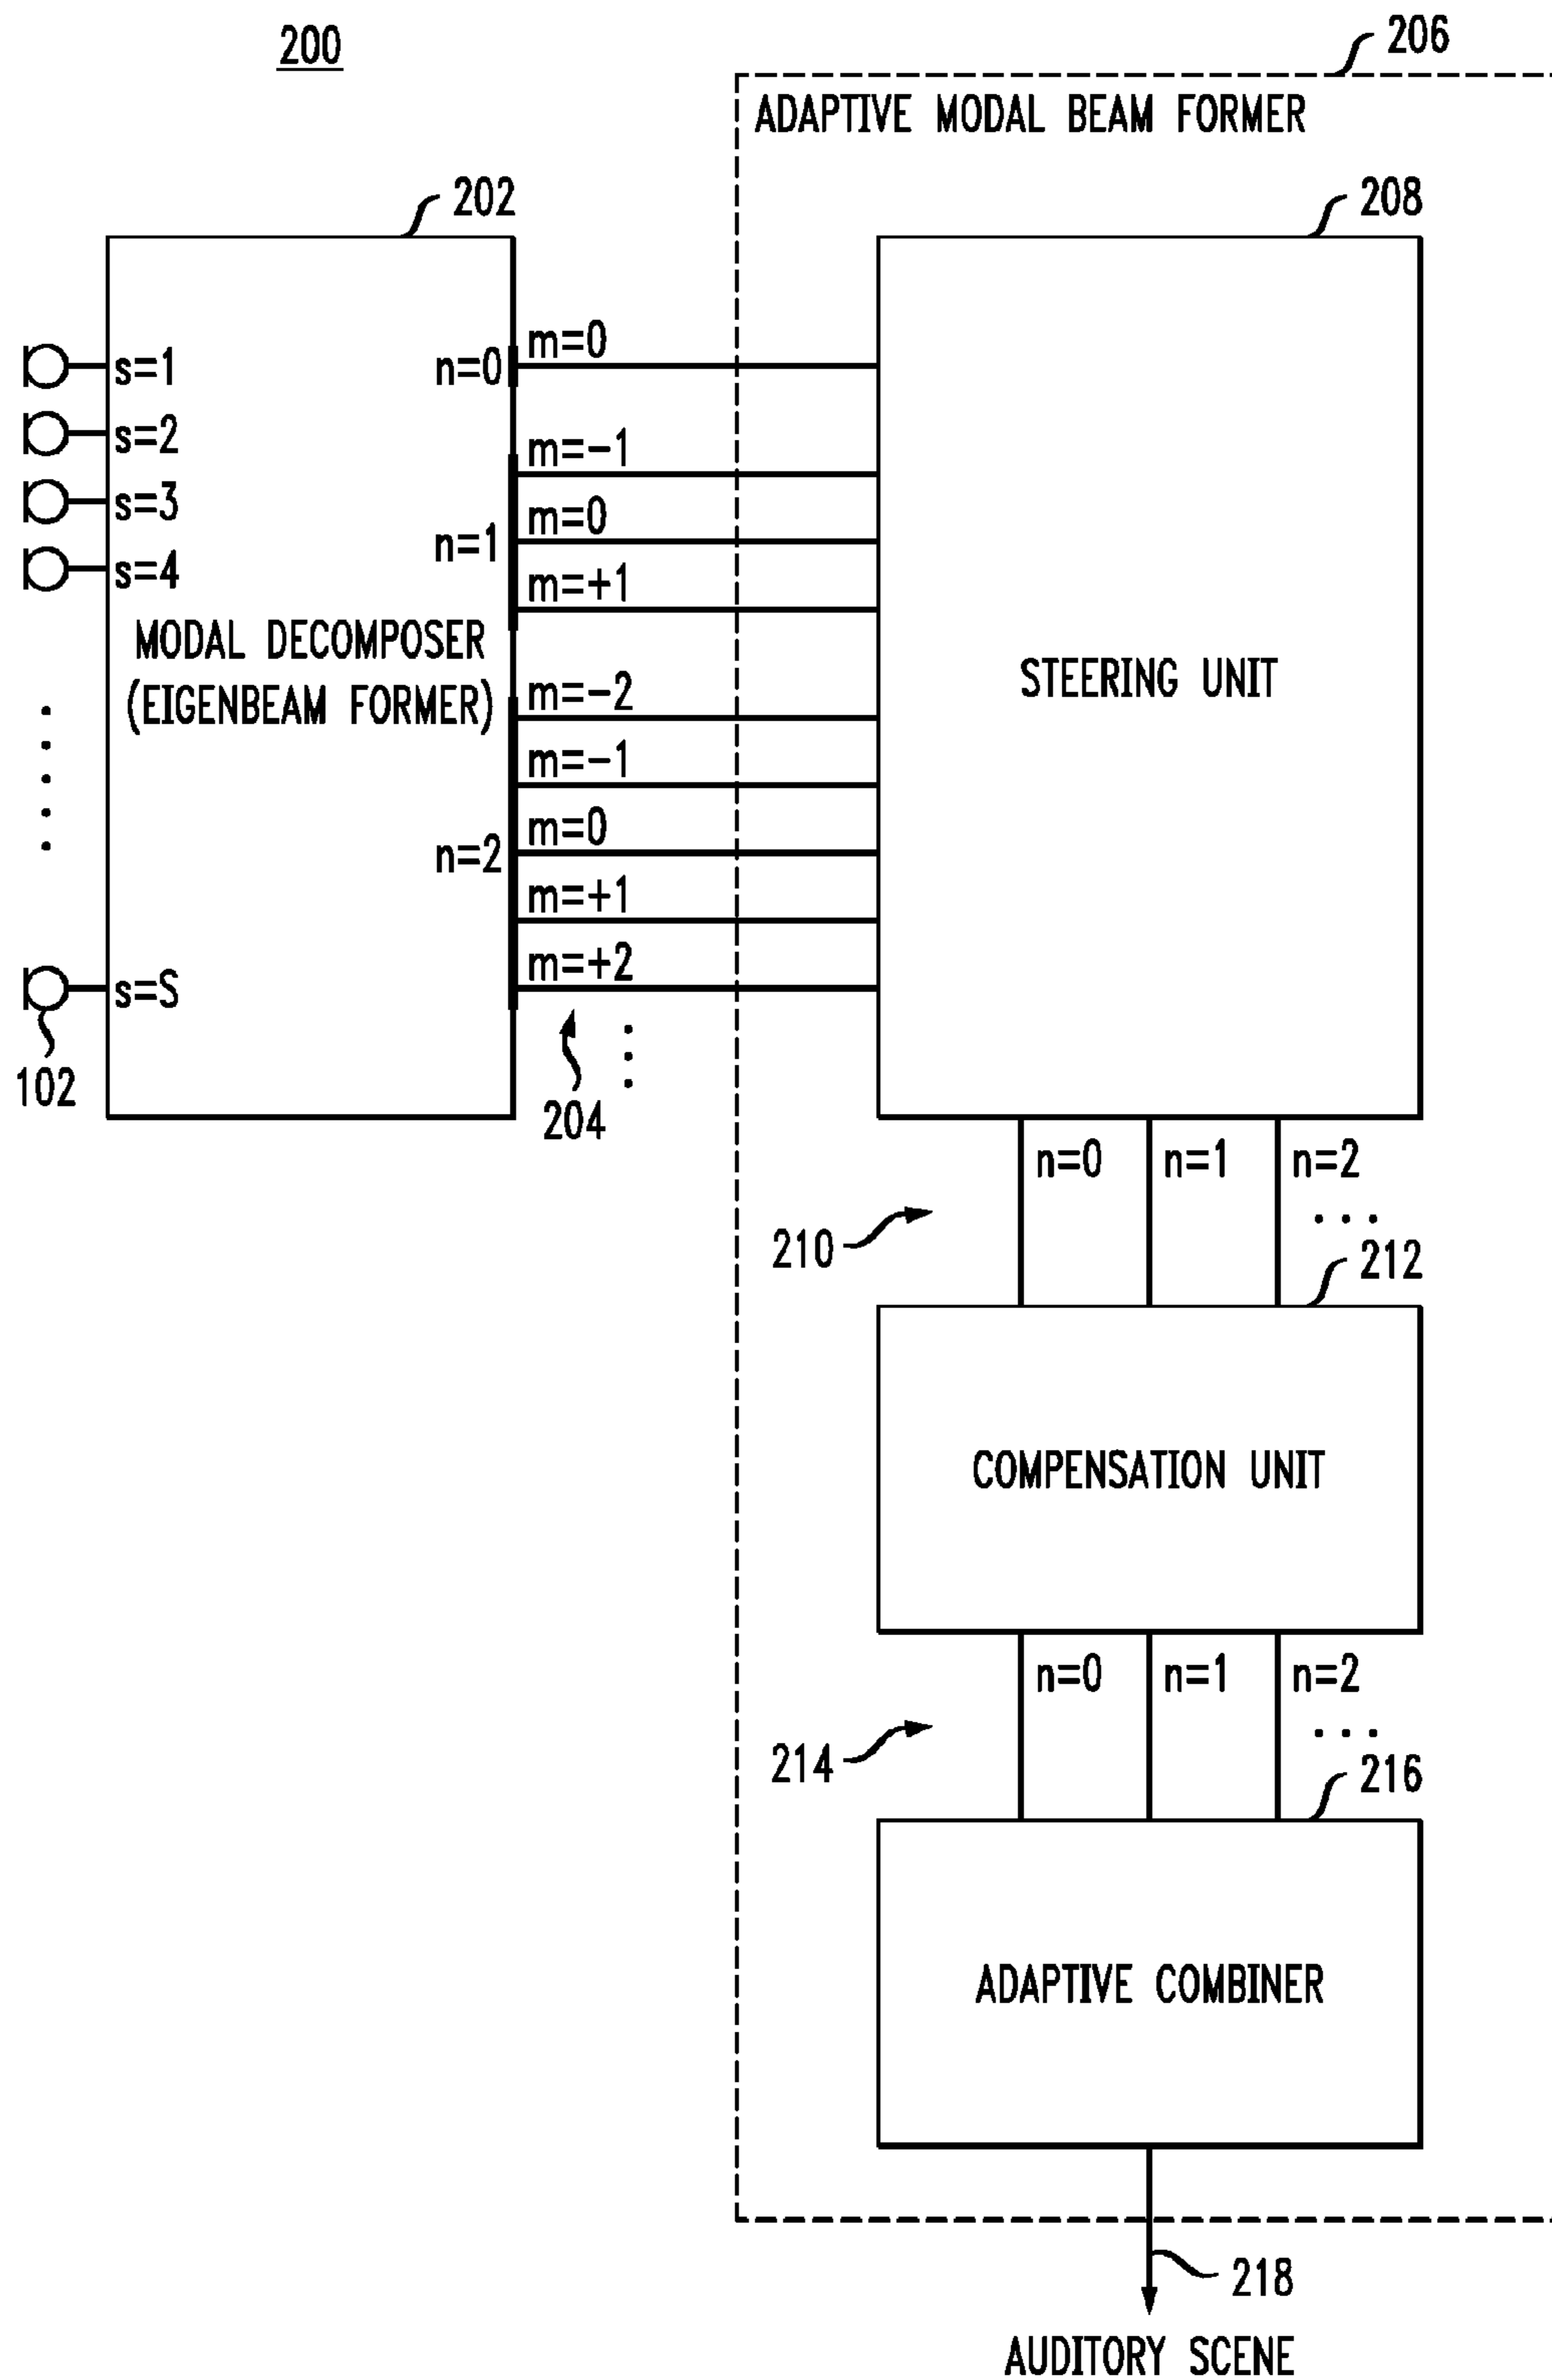 200
206
ADAPTIVE MODAL BEAM FORMER
202
208
s=1
s=2
s=3
s=4
s=S
102
MODAL DECOMPOSER
(EIGENBEAM FORMER)
n=0
n=1
n=2
m=0
m=-1
m=0
m=+1
m=-2
m=-1
m=0
m=+1
m=+2
204
STEERING UNIT
n=0 n=1 n=2
210
212
COMPENSATION UNIT
n=0 n=1 n=2
214
216
ADAPTIVE COMBINER
218
AUDITORY SCENE